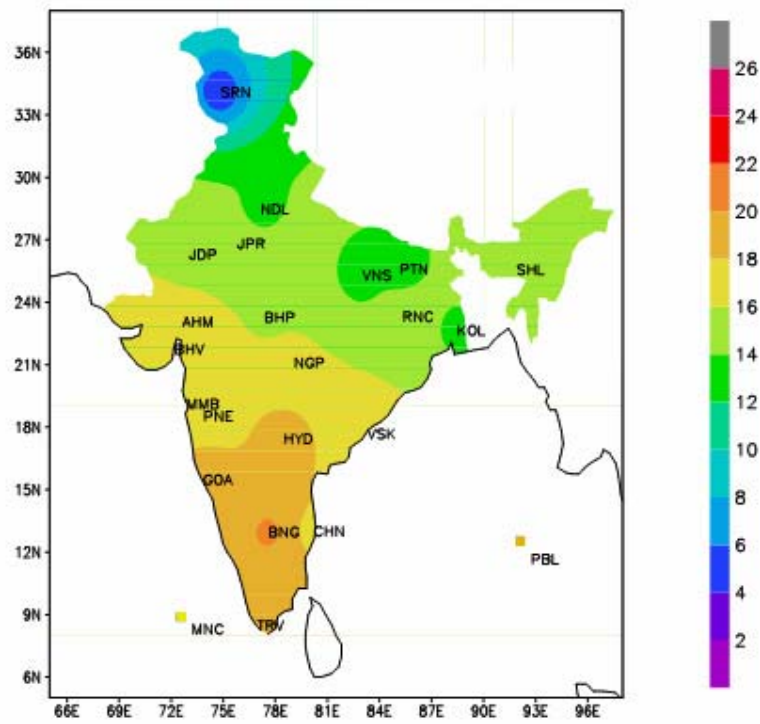 36N
33N
30N
27N
24N
21N
18N
15N
12N
9N
6N
66E 69E 72E 75E 78E 81E 84E 87E 90E 93E 96E
SRN
NDL
JPR
JDP
VNS PTN
SHL
AHM BHP RNC
KOL
BHV
NGP
MMB
PNE
HYD VSK
GOA
BNG CHN
PBL
MNC TRV
26
24
22
20
18
16
14
12
10
8
6
4
2